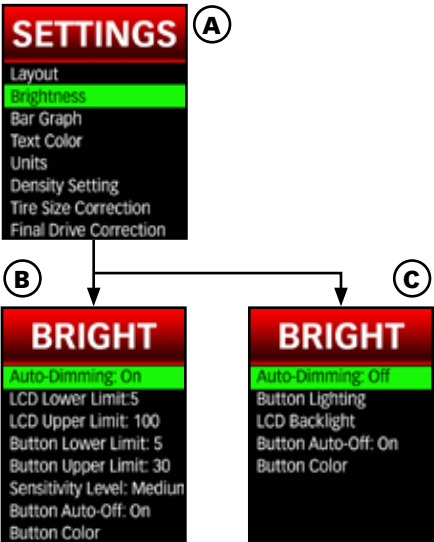 SETTINGS
A
Layout
Brightness
Bar Graph
Text Color
Units
Density Setting
Tire Size Correction
Final Drive Correction
B
BRIGHT
Auto-Dimming: On
LCD Lower Limit:5
LCD Upper Limit: 100
Button Lower Limit: 5
Button Upper Limit: 30
Sensitivity Level: Medium
Button Auto-Off: On
Button Color
C
BRIGHT
Auto-Dimming: Off
Button Lighting
LCD Backlight
Button Auto-Off: On
Button Color